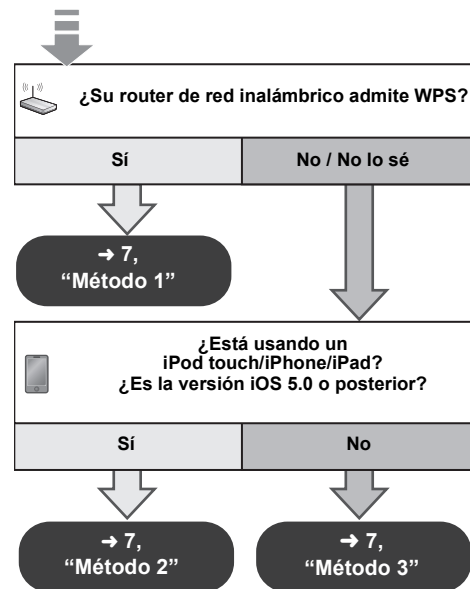 ¿Su router de red inalámbrico admite WPS?
Sí
No / No lo sé
➔ 7,
“Método 1”
¿Está usando un
iPod touch/iPhone/iPad?
¿Es la versión iOS 5.0 o posterior?
Sí
No
➔ 7,
“Método 2”
➔ 7,
“Método 3”